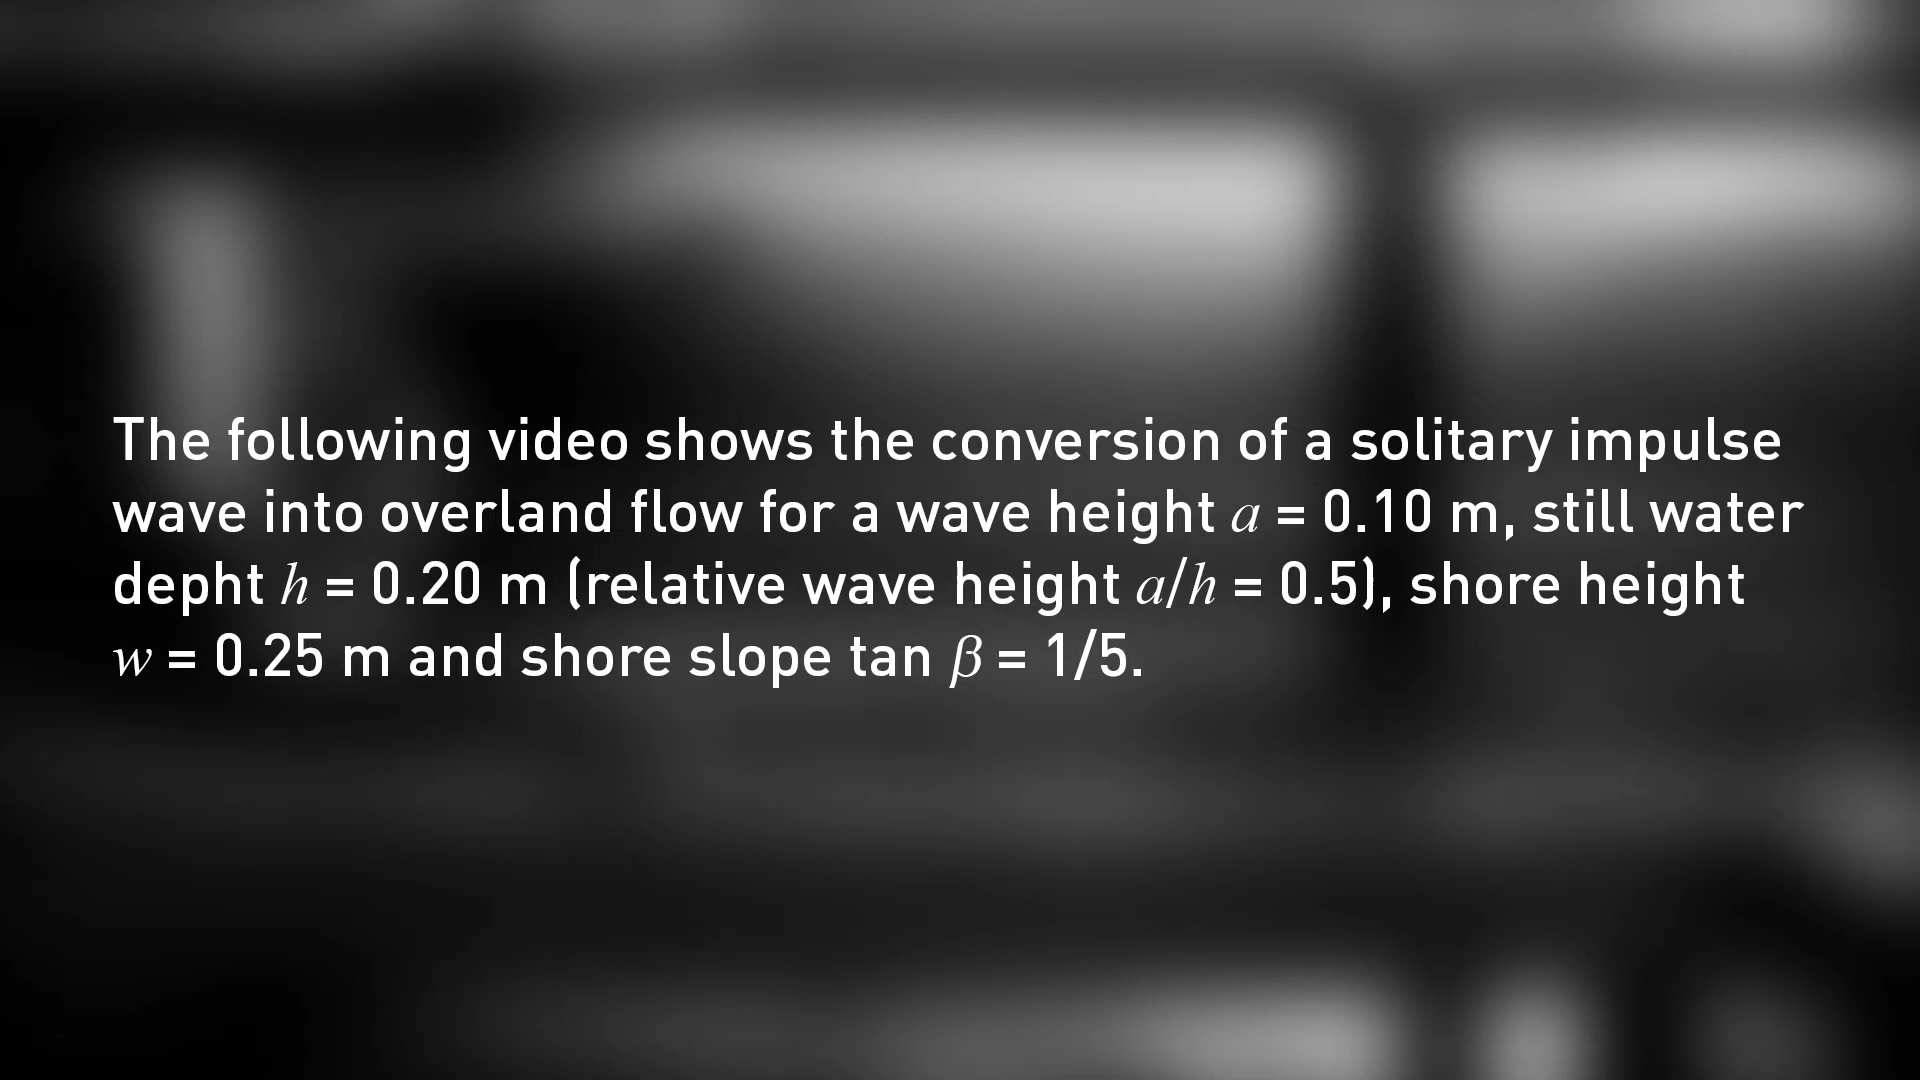 The following video shows the conversion of a solitary impulse
wave into overland flow for a wave height a = 0.10 m, still water
depht h = 0.20 m (relative wave height a/h = 0.5), shore height
w = 0.25 m and shore slope tan β = 1/5.